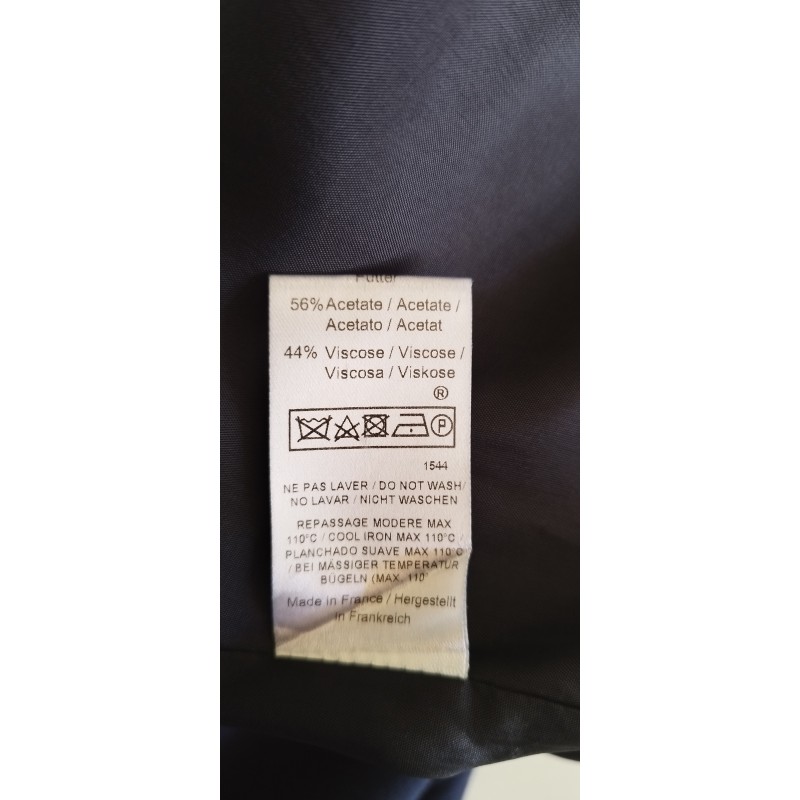 Futter
56% Acetate / Acetate /
Acetato / Acetat
44% Viscose / Viscose /
Viscosa / Viskose
®
P
1544
NE PAS LAVER / DO NOT WASH/
NO LAVAR / NICHT WASCHEN
REPASSAGE MODERE MAX
110°C / COOL IRON MAX 110°C /
PLANCHADO SUAVE MAX 110°C
/ BEI MÄSSIGER TEMPERATUR
BÜGELN (MAX. 110°
Made in France / Hergestellt
in Frankreich